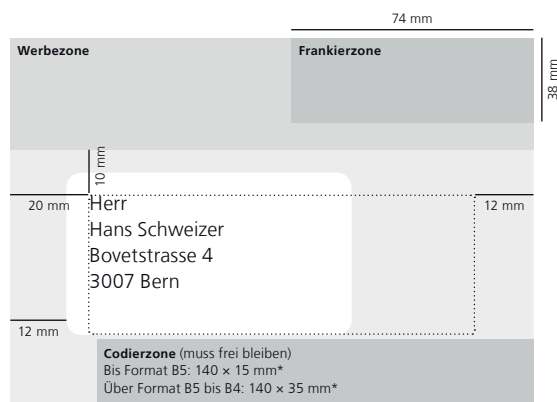 74 mm
Werbezone
Frankierzone
38 mm
10 mm
20 mm
12 mm
Herr
Hans Schweizer
Bovetstrasse 4
3007 Bern
12 mm
Codierzone (muss frei bleiben)
Bis Format B5: 140 × 15 mm*
Über Format B5 bis B4: 140 × 35 mm*